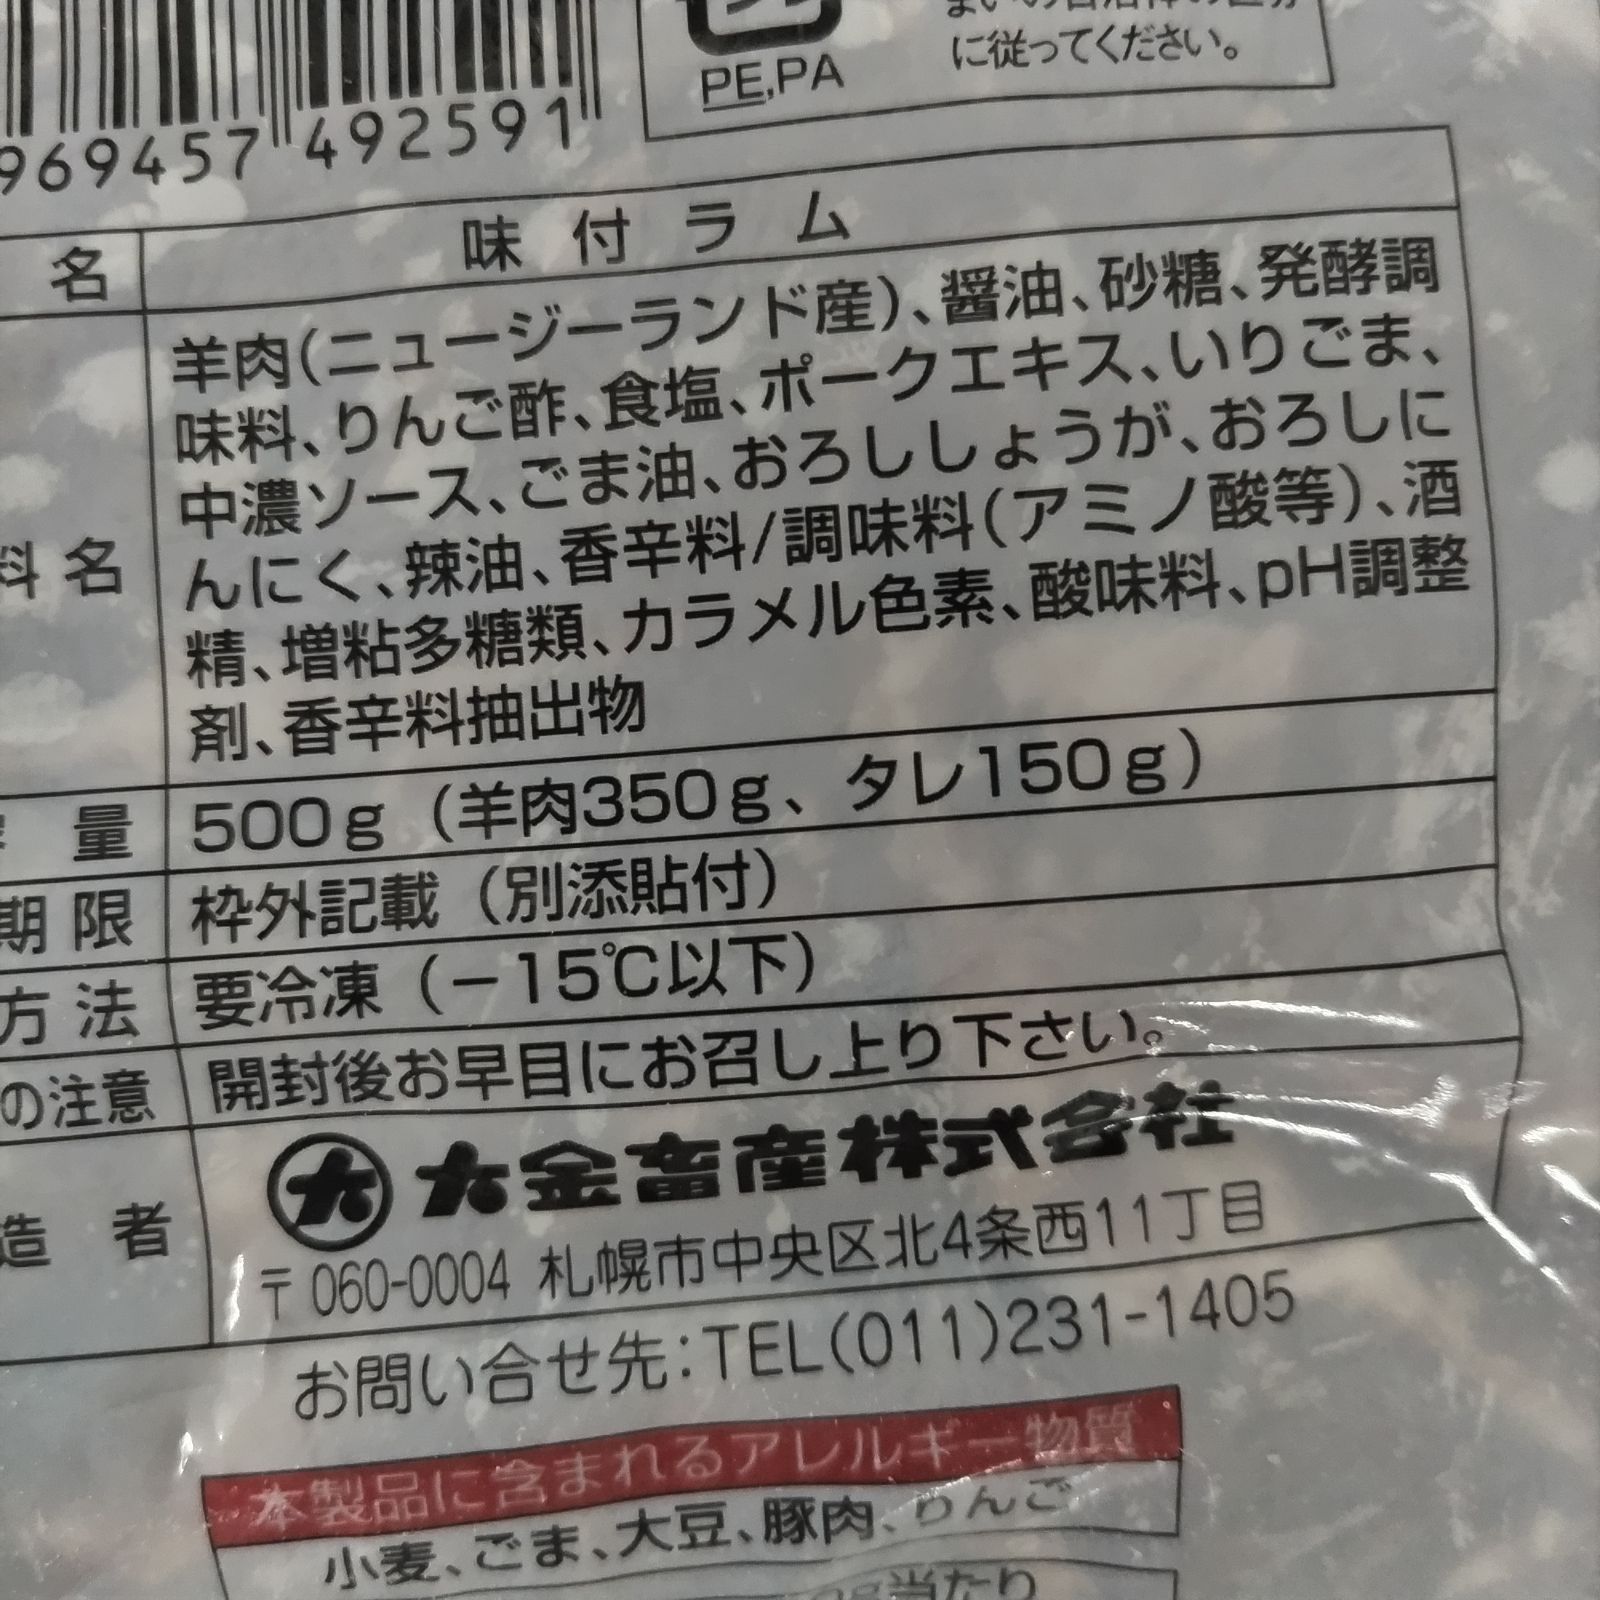 に従ってください。
PE,PA
969457 492591
名 味付ラム
羊肉(ニュージーランド産)、醤油、砂糖、発酵調
味料、りんご酢、食塩、ポークエキス、いりごま、
中濃ソース、ごま油、おろししょうが、おろしに
料名 んにく、辣油、香辛料/調味料(アミノ酸等)、酒
精、増粘多糖類、カラメル色素、酸味料、pH調整
剤、香辛料抽出物
量 500g (羊肉350g、タレ150g)
期限 枠外記載 (別添貼付)
方法 要冷凍 (-15℃以下)
の注意 開封後お早目にお召し上り下さい。
大 大金畜産株式会社
造者
〒060-0004 札幌市中央区北4条西11丁目
お問い合せ先:TEL(011)231-1405
本製品に含まれるアレルギー物質
小麦、ごま、大豆、豚肉、りんご
当たり